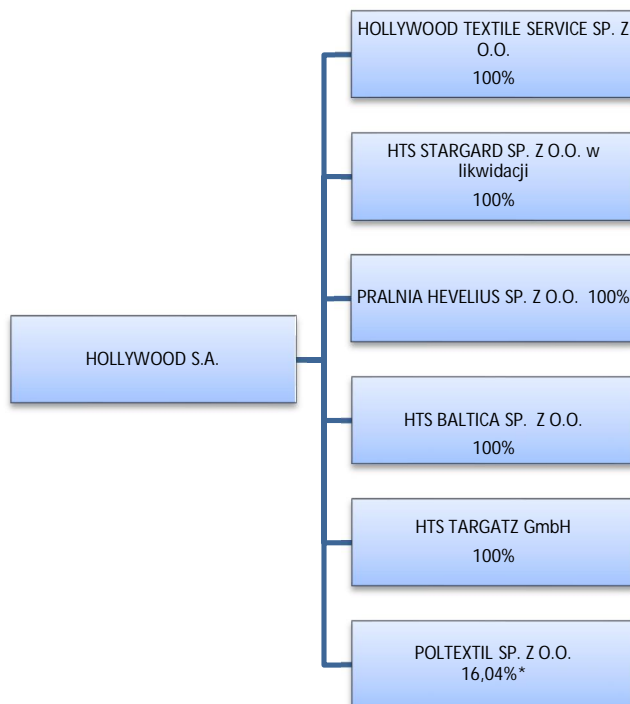 HOLLYWOOD S.A.
HOLLYWOOD TEXTILE SERVICE SP. Z
O.O.
100%
HTS STARGARD SP. Z O.O. w
likwidacji
100%
PRALNIA HEVELIUS SP. Z O.O. 100%
HTS BALTICA SP. Z O.O.
100%
HTS TARGATZ GmbH
100%
POLTEXTIL SP. Z O.O.
16,04%*